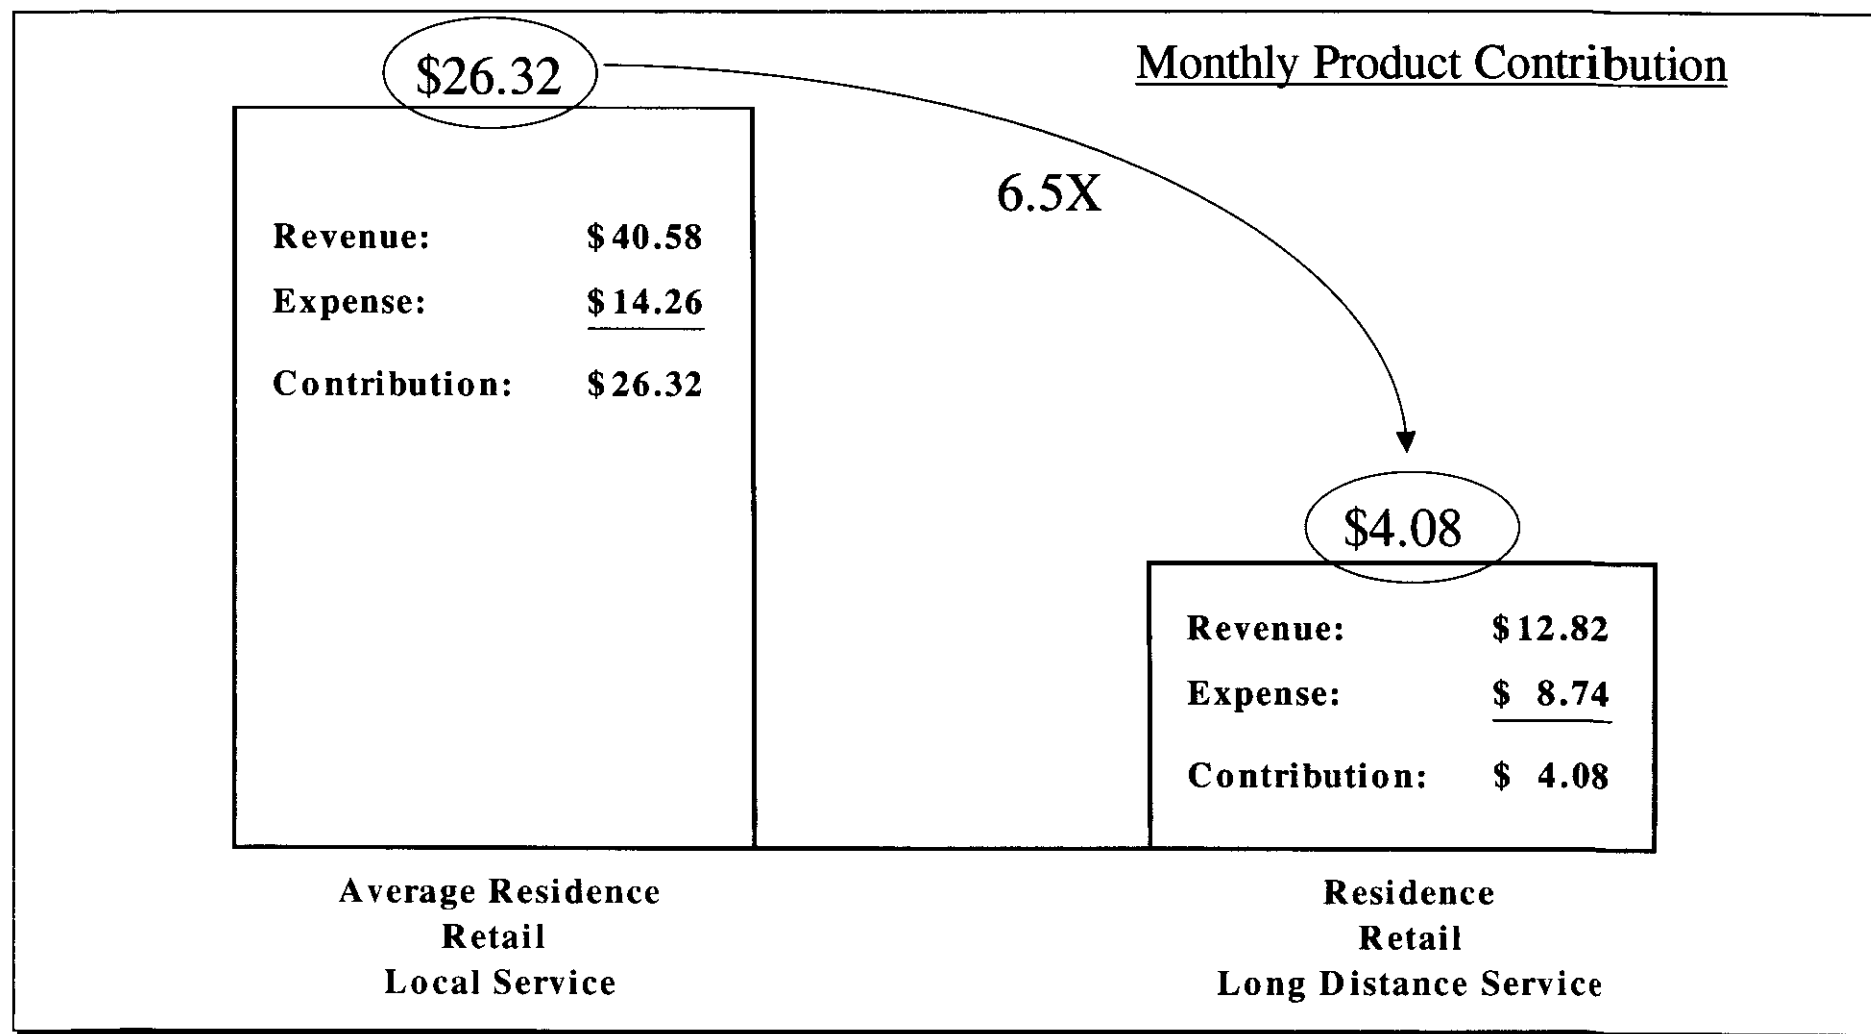 Monthly Product Contribution
$26.32
6.5X
Revenue: $40.58
Expense: $14.26
Contribution: $26.32
$4.08
Revenue: $12.82
Expense: $ 8.74
Contribution: $ 4.08
Average Residence
Retail
Local Service
Residence
Retail
Long Distance Service